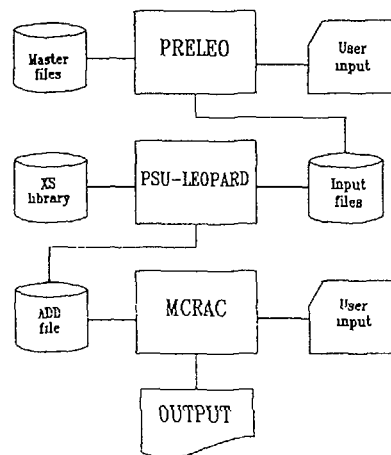 Master
files
PRELEO
User
input
XS
library
PSU-LEOPARD
Input
files
ADD
file
MCRAC
User
input
OUTPUT